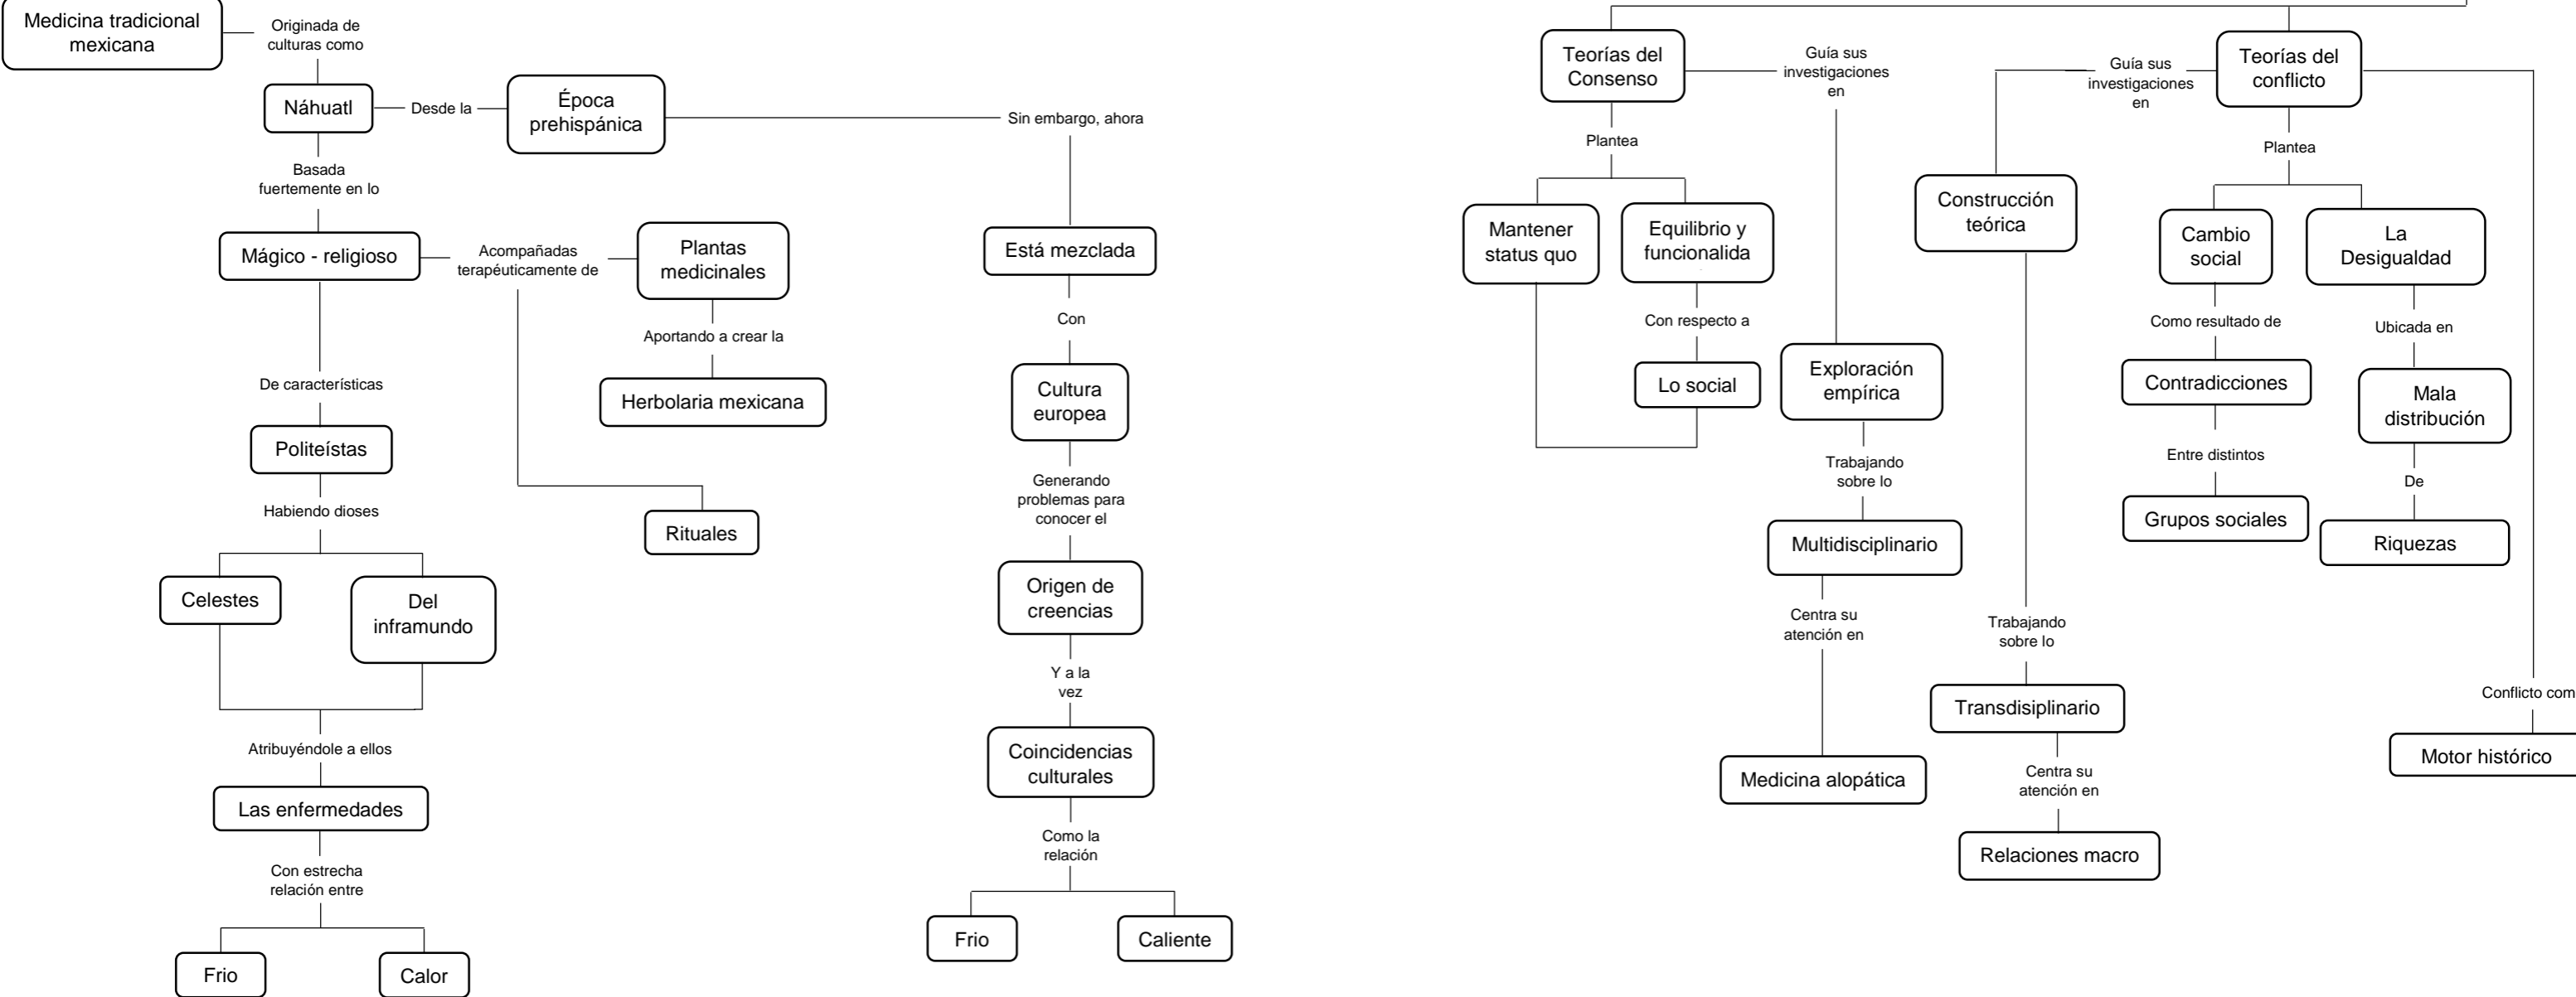 Medicina tradicional
mexicana
Originada de
culturas como
Náhuatl
Desde la
Época
prehispánica
Sin embargo, ahora
Basada
fuertemente en lo
Mágico - religioso
Acompañadas
terapéuticamente de
Plantas
medicinales
Aportando a crear la
Herbolaria mexicana
Rituales
De características
Politeístas
Habiendo dioses
Celestes
Del
inframundo
Atribuyéndole a ellos
Las enfermedades
Con estrecha
relación entre
Frio
Calor
Está mezclada
Con
Cultura
europea
Generando
problemas para
conocer el
Origen de
creencias
Y a la
vez
Coincidencias
culturales
Como la
relación
Frio
Caliente
Teorías del
Consenso
Guía sus
investigaciones
en
Plantea
Mantener
status quo
Equilibrio y
funcionalida
Con respecto a
Lo social
Exploración
empírica
Trabajando
sobre lo
Multidisciplinario
Centra su
atención en
Medicina alopática
Teorías del
conflicto
Guía sus
investigaciones
en
Construcción
teórica
Trabajando
sobre lo
Transdisiplinario
Centra su
atención en
Relaciones macro
Plantea
Cambio
social
Como resultado de
Contradicciones
Entre distintos
Grupos sociales
La
Desigualdad
Ubicada en
Mala
distribución
De
Riquezas
Conflicto com
Motor histórico